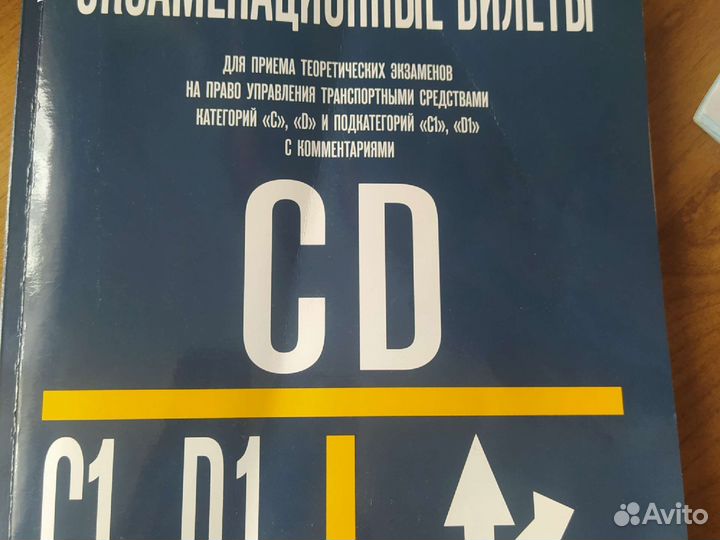 ЭКЗАМЕНАЦИОННЫЕ БИЛЕТЫ
ДЛЯ ПРИЕМА ТЕОРЕТИЧЕСКИХ ЭКЗАМЕНОВ
НА ПРАВО УПРАВЛЕНИЯ ТРАНСПОРТНЫМИ СРЕДСТВАМИ
КАТЕГОРИЙ «C», «D» И ПОДКАТЕГОРИЙ «C1», «D1»
С КОММЕНТАРИЯМИ
CD
C1 D1
Avito